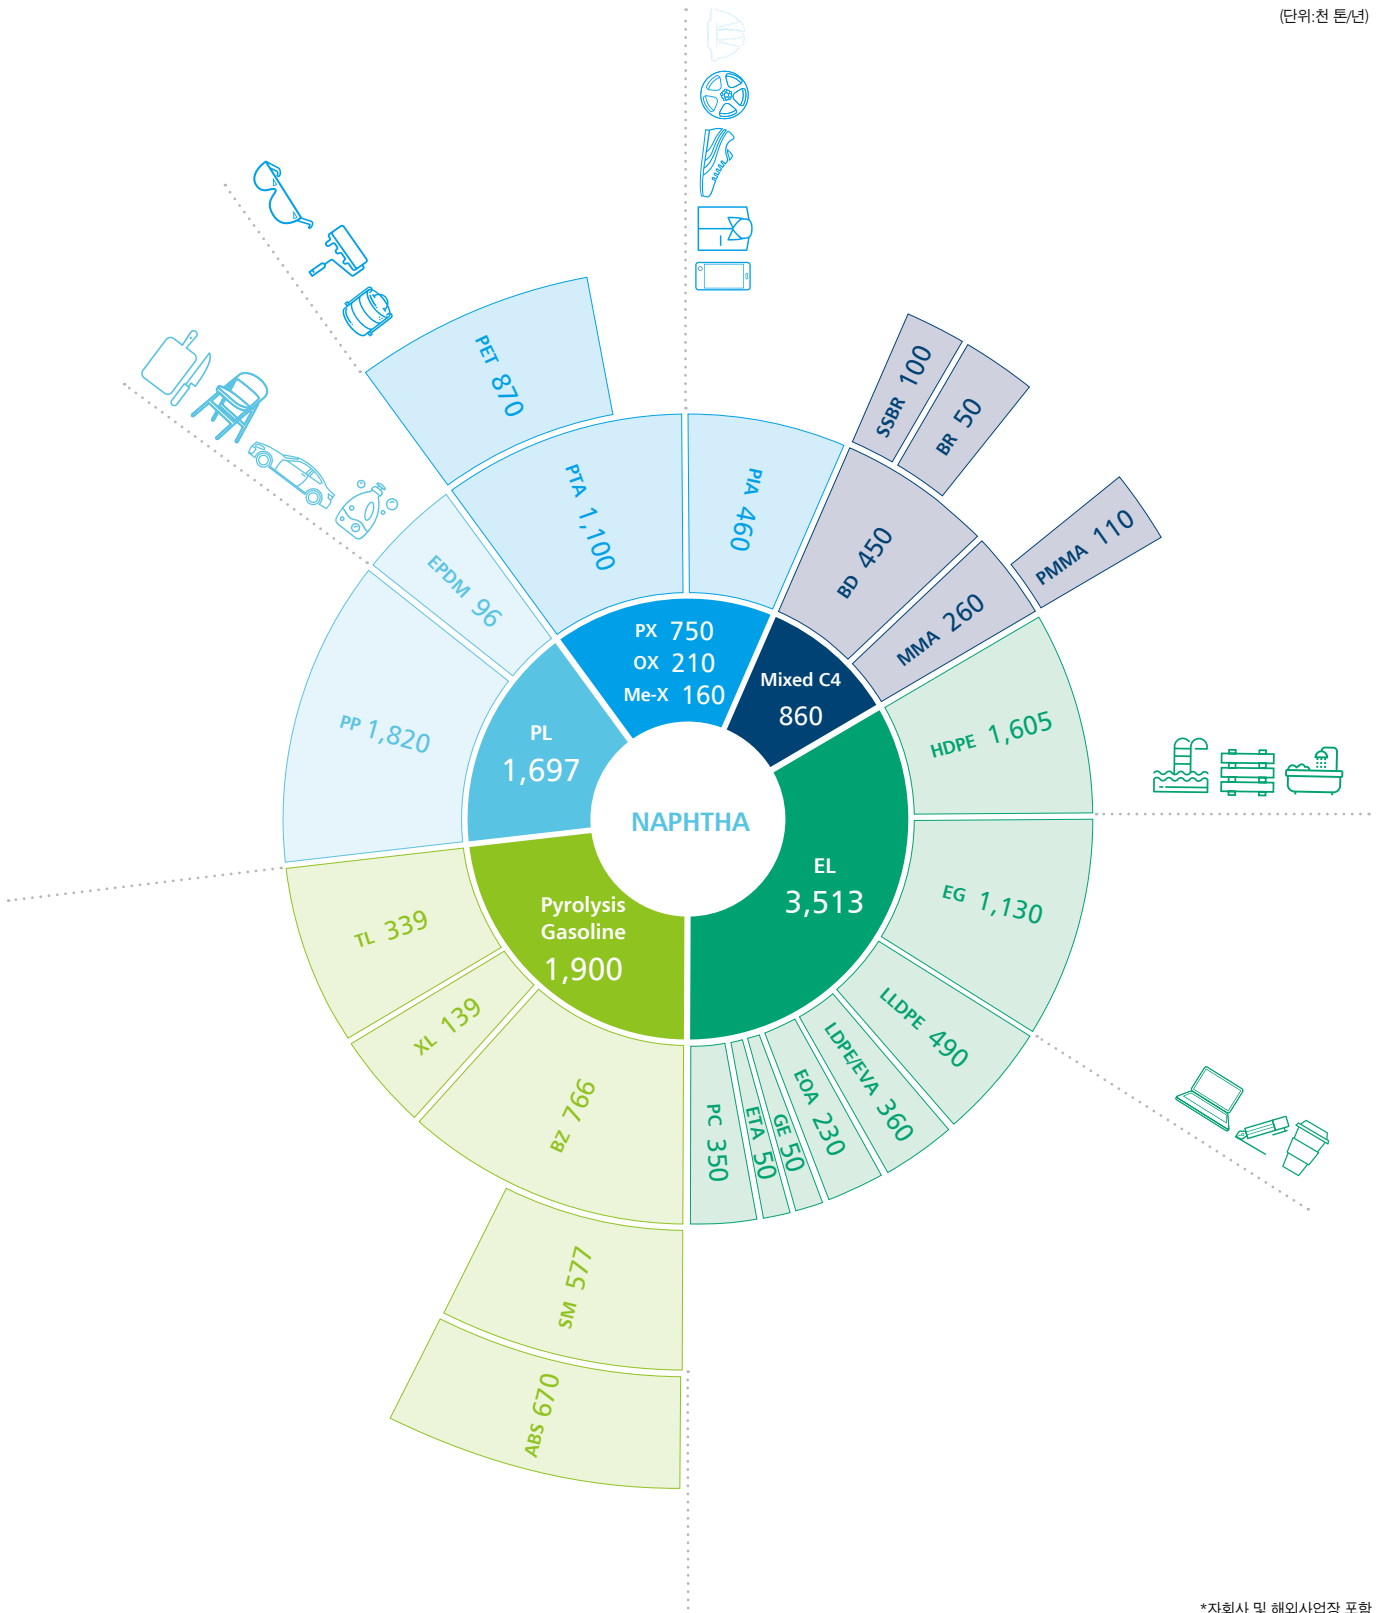 (단위:천 톤/년)
PET 870
PTA 1,100
PIA 460
SSBR 100
BR 50
BD 450
MMA 260
PMMA 110
EPDM 96
PP 1,820
PX 750
OX 210
Me-X 160
Mixed C4
860
PL
1,697
NAPHTHA
EL
3,513
Pyrolysis
Gasoline
1,900
HDPE 1,605
EG 1,130
LLDPE 490
LDPE/EVA 360
EOA 230
GE 50
ETA 50
PC 350
TL 339
XL 139
BZ 766
SM 577
ABS 670
*자회사 및 해외사업장 포함